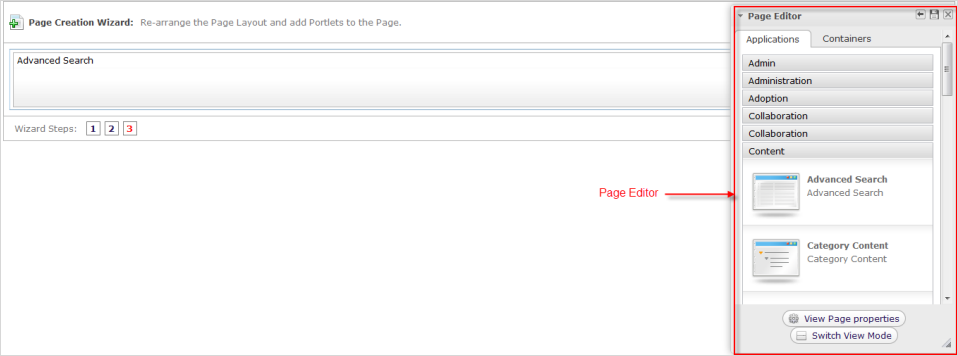 Page Creation Wizard: Re-arrange the Page Layout and add Portlets to the Page.
Advanced Search
Wizard Steps: 1 2 3
Page Editor
Page Editor
Applications Containers
Admin
Administration
Adoption
Collaboration
Collaboration
Content
Advanced Search
Advanced Search
Category Content
Category Content
View Page properties
Switch View Mode